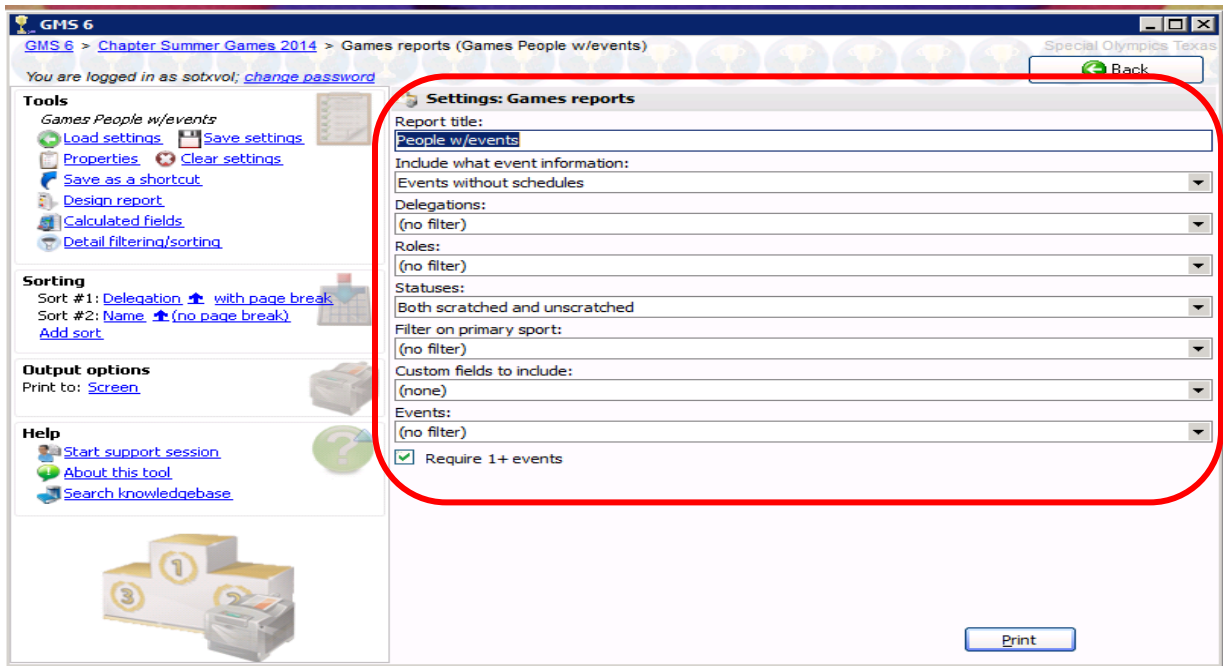 GMS 6
GMS 6 > Chapter Summer Games 2014 > Games reports (Games People w/events)
Special Olympics Texas
You are logged in as sotxvol; change password
Back
Tools
Games People w/events
Load settings Save settings
Properties Clear settings
Save as a shortcut
Design report
Calculated fields
Detail filtering/sorting
Sorting
Sort #1: Delegation with page break
Sort #2: Name (no page break)
Add sort
Output options
Print to: Screen
Help
Start support session
About this tool
Search knowledgebase
1
3
2
Settings: Games reports
Report title:
People w/events
Include what event information:
Events without schedules
Delegations:
(no filter)
Roles:
(no filter)
Statuses:
Both scratched and unscratched
Filter on primary sport:
(no filter)
Custom fields to include:
(none)
Events:
(no filter)
Require 1+ events
Print